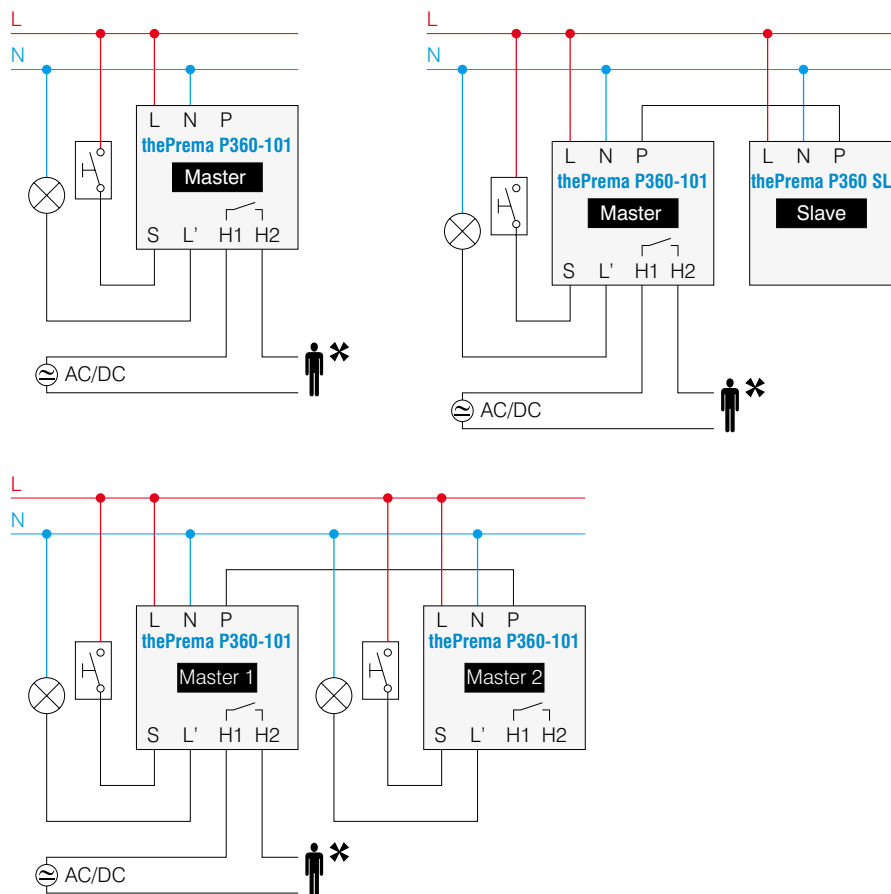 L
N
L N P
thePrema P360-101
Master
S L’ H1 H2
AC/DC
L
N
L N P
thePrema P360-101
Master
S L’ H1 H2
AC/DC
L N P
thePrema P360 SL
Slave
L
N
L N P
thePrema P360-101
Master 1
S L’ H1 H2
AC/DC
L N P
thePrema P360-101
Master 2
S L’ H1 H2